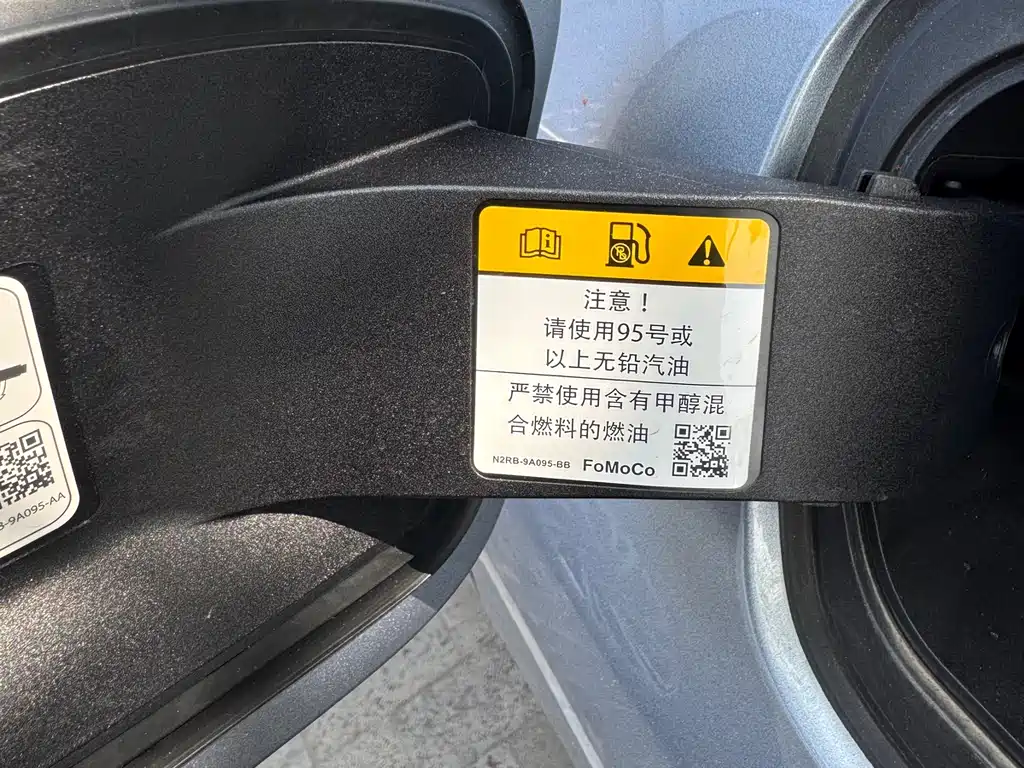 注意！
请使用95号或
以上无铅汽油
严禁使用含有甲醇混
合燃料的燃油
N2RB-9A095-BB FoMoCo
-9A095-AA